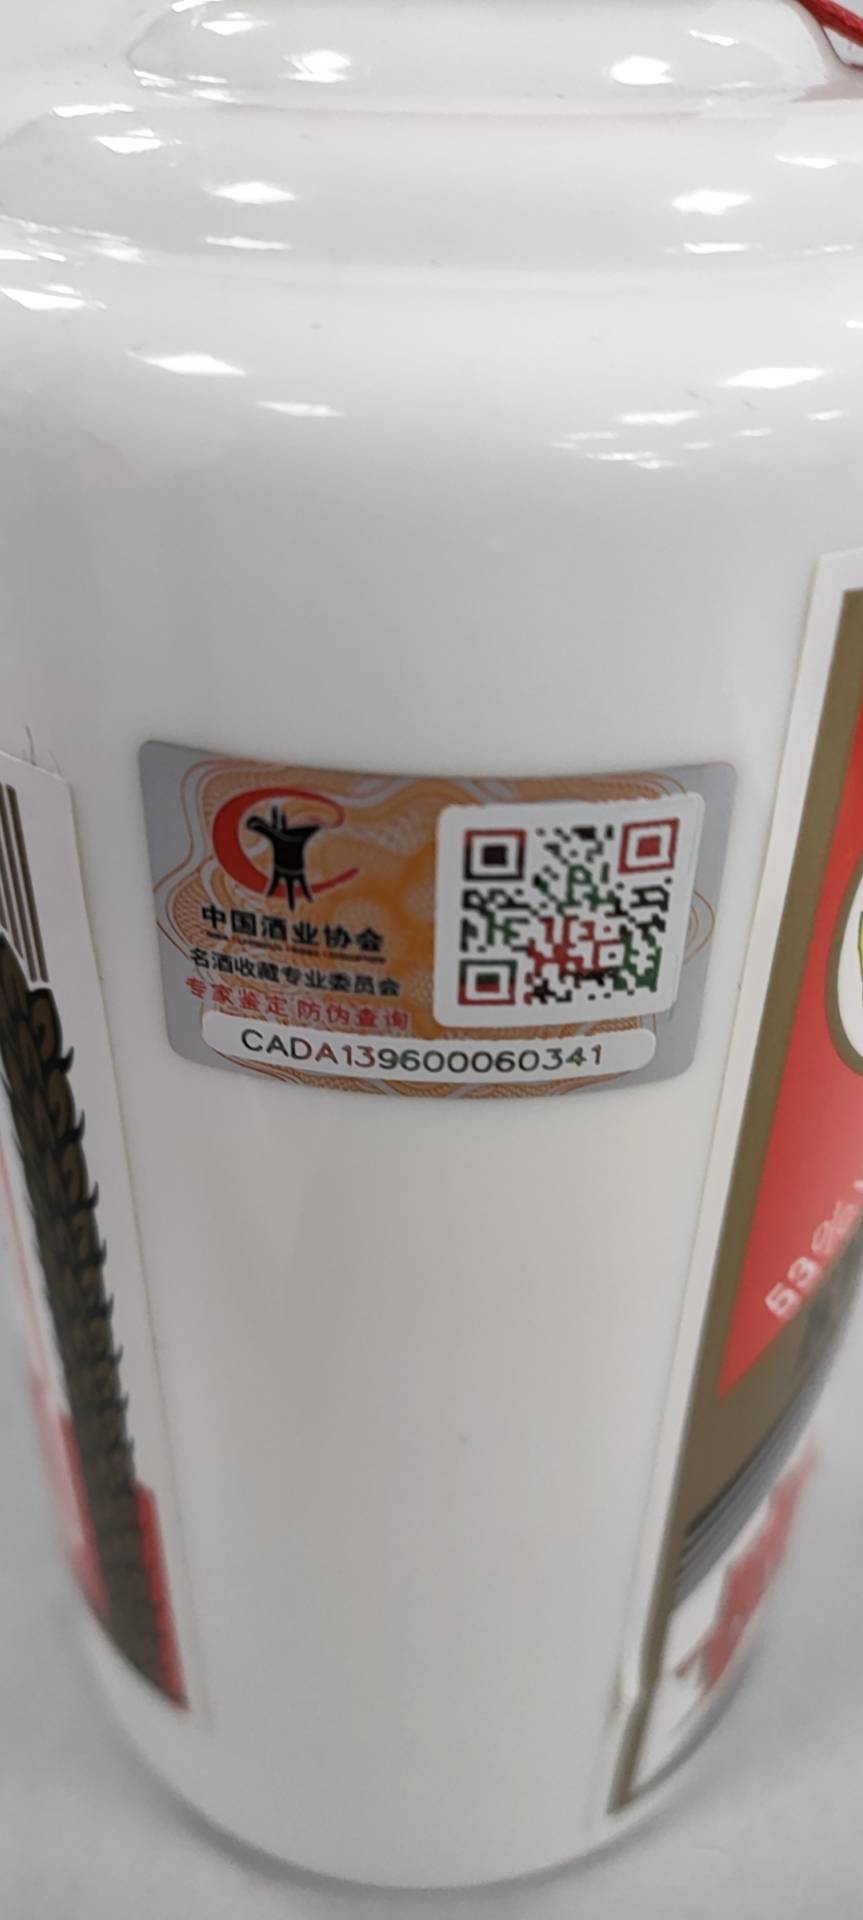 中国酒业协会
名酒收藏专业委员会
专家鉴定 防伪查询
CADA139600060341
53%